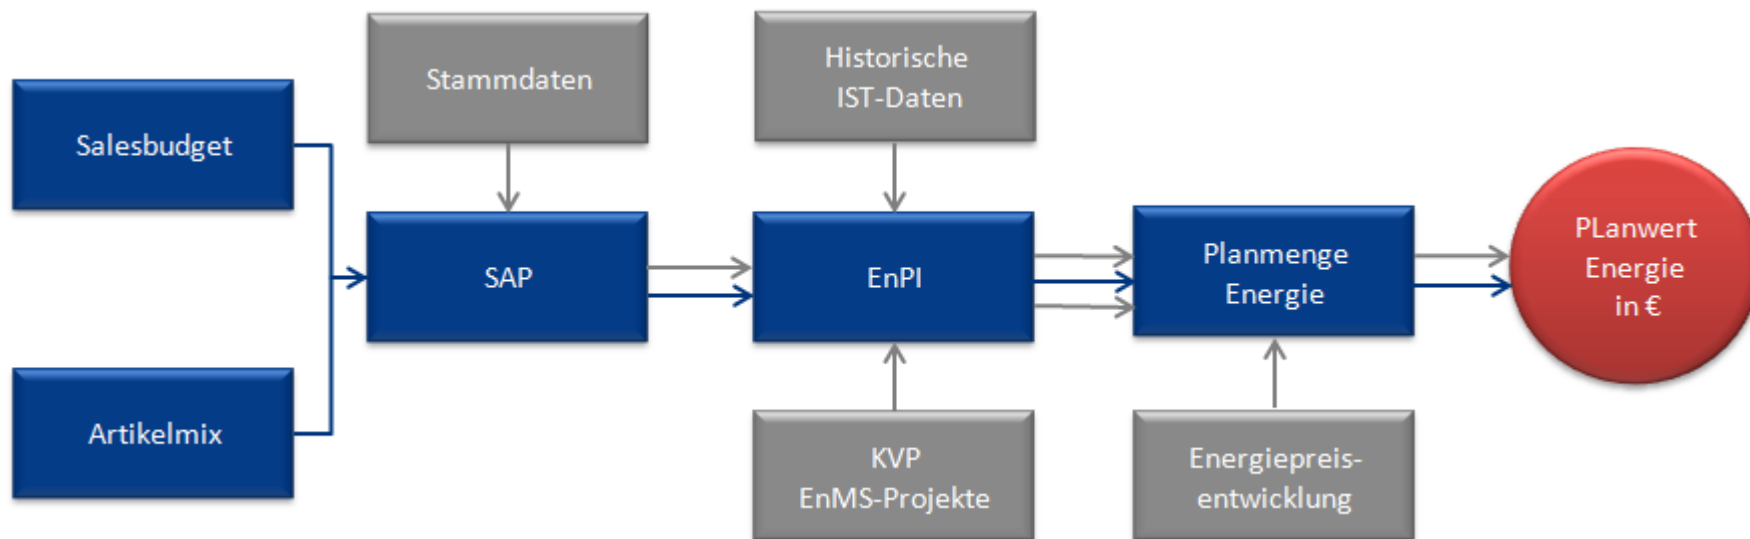 Stammdaten
Historische
IST-Daten
Salesbudget
SAP
EnPI
Planmenge
Energie
PLanwert
Energie
in €
Artikelmix
KVP
EnMS-Projekte
Energiepreis-
entwicklung